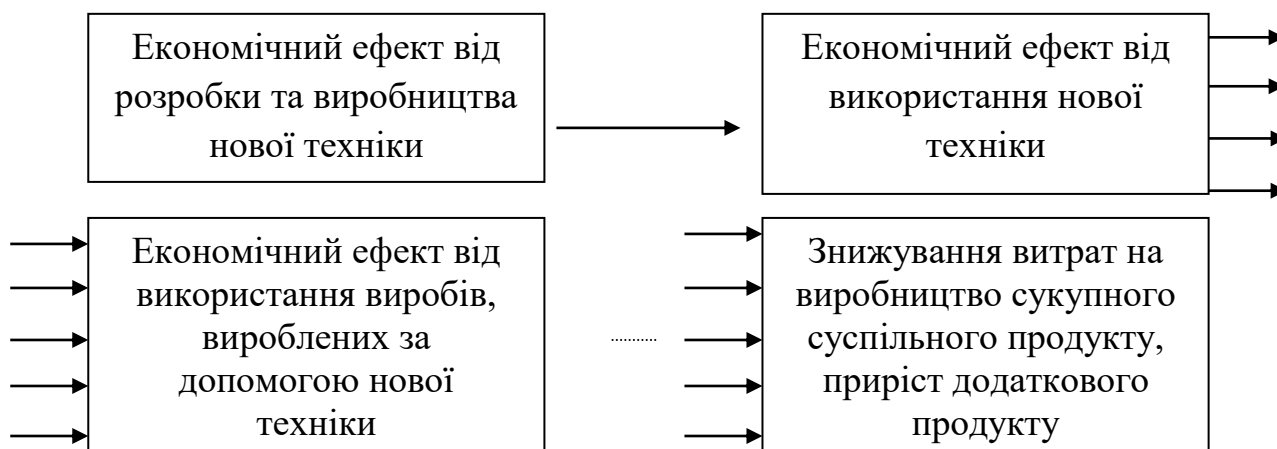 Економічний ефект від
розробки та виробництва
нової техніки
Економічний ефект від
використання нової
техніки
Економічний ефект від
використання виробів,
вироблених за
допомогою нової
техніки
...........
Знижування витрат на
виробництво сукупного
суспільного продукту,
приріст додаткового
продукту